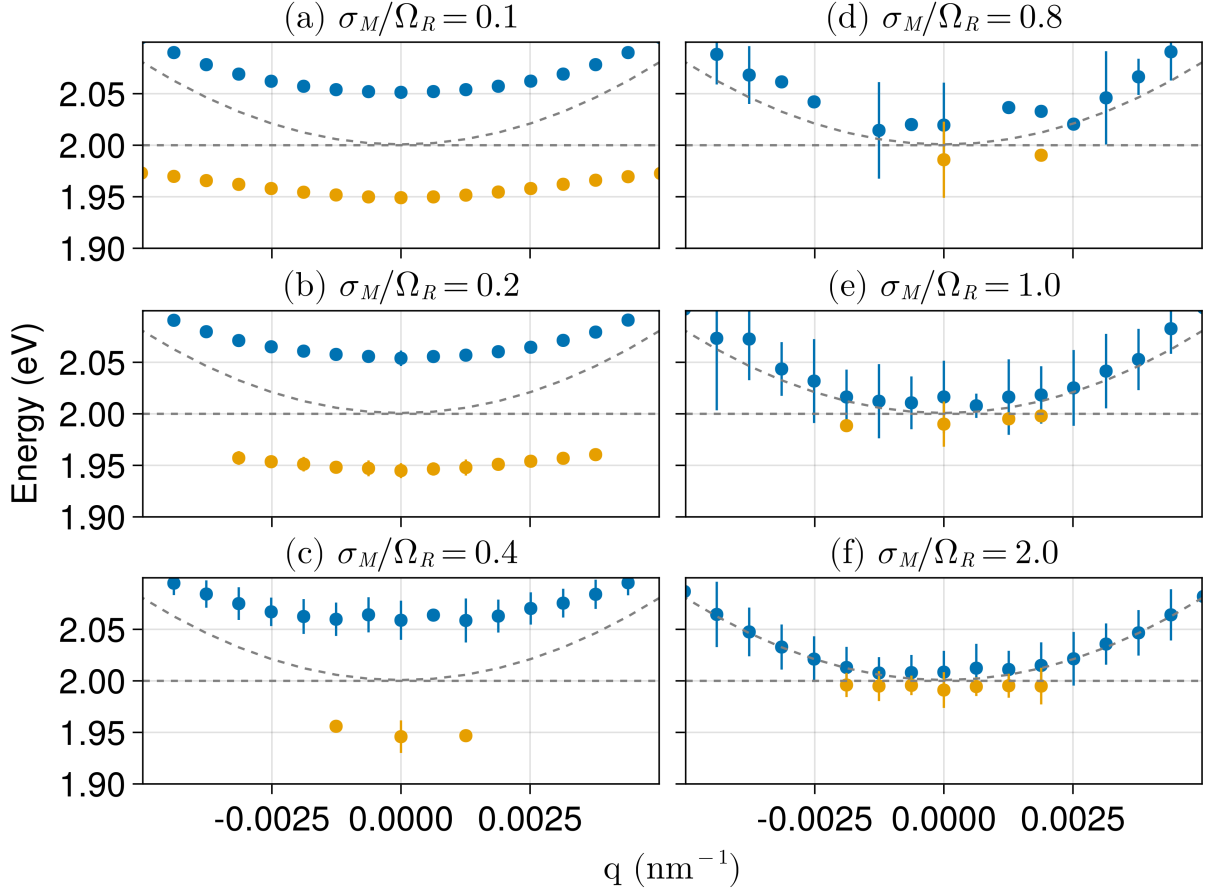 (a) σ_M/Ω_R = 0.1
(d) σ_M/Ω_R = 0.8
2.05
2.00
1.95
1.90
(b) σ_M/Ω_R = 0.2
(e) σ_M/Ω_R = 1.0
Energy (eV)
2.05
2.00
1.95
1.90
(c) σ_M/Ω_R = 0.4
(f) σ_M/Ω_R = 2.0
2.05
2.00
1.95
1.90
-0.0025 0.0000 0.0025
-0.0025 0.0000 0.0025
q (nm⁻¹)